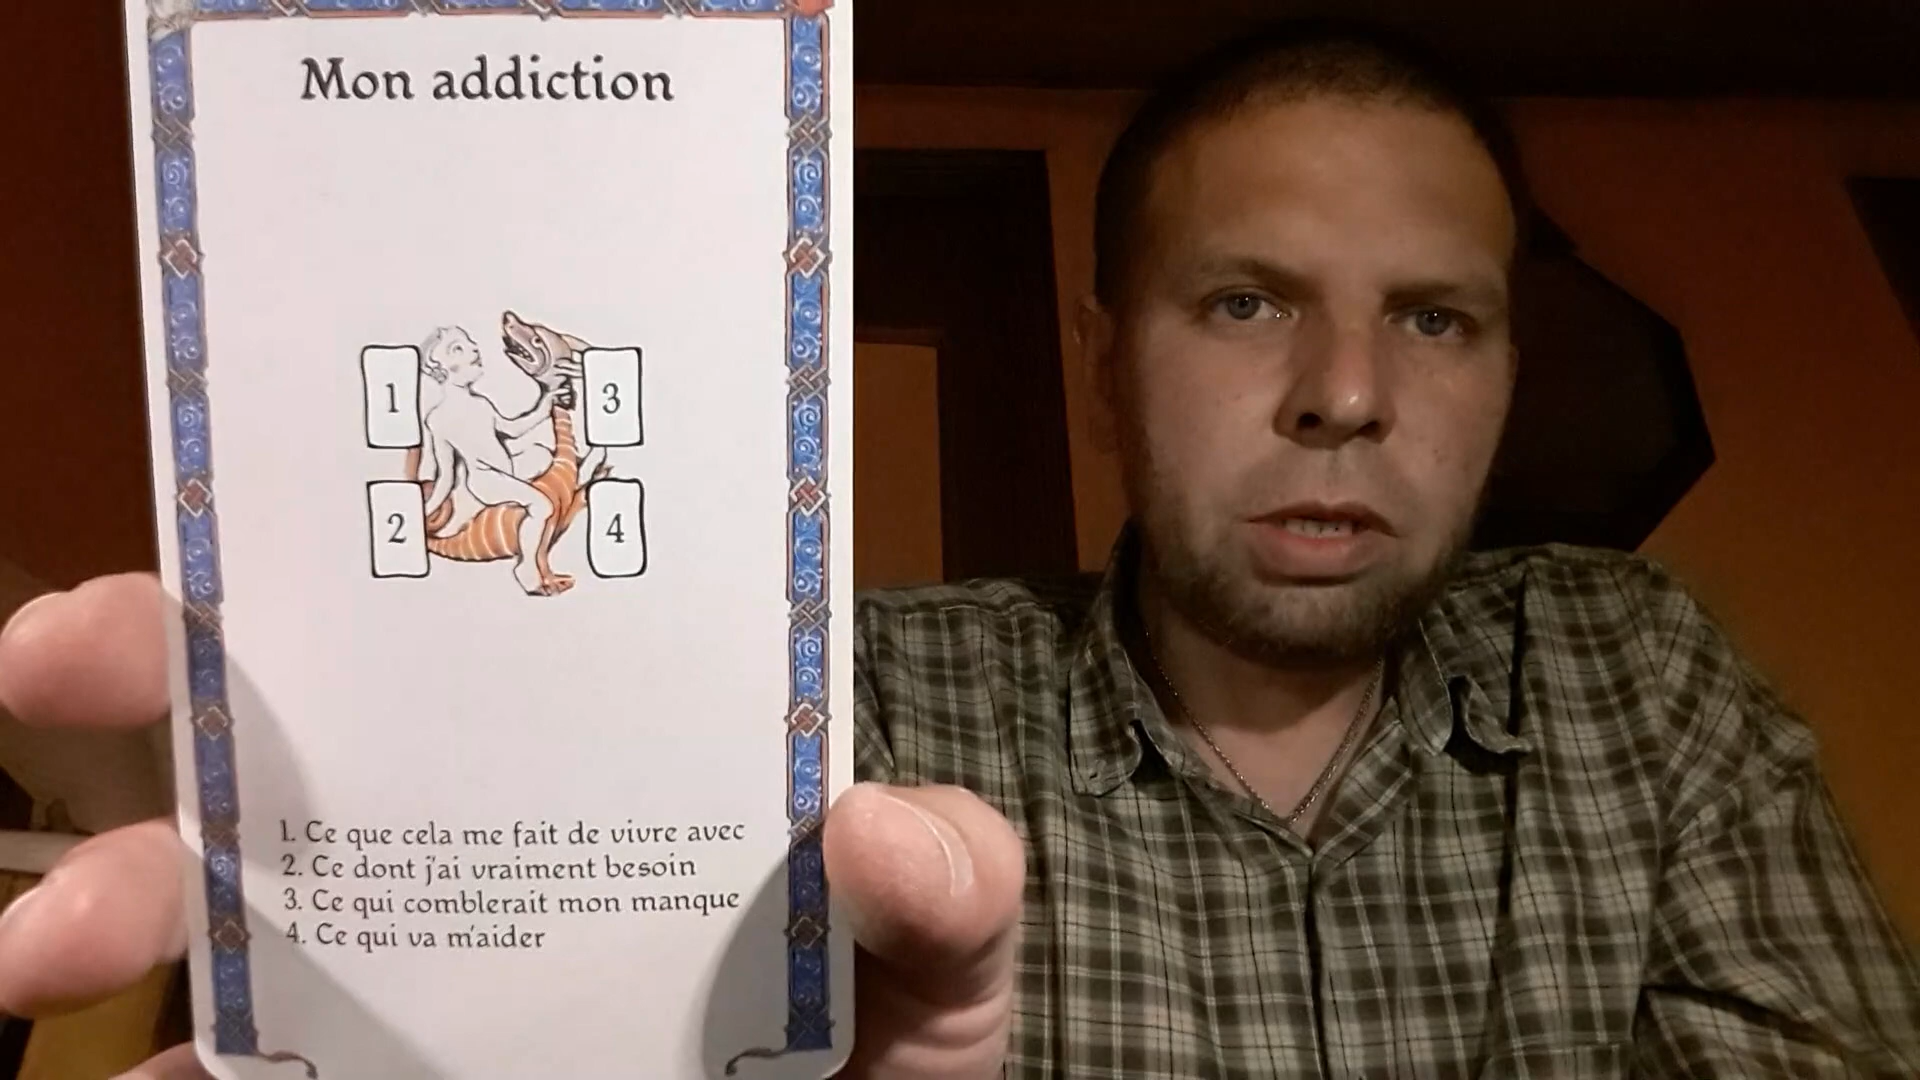 Mon addiction
1 3
2 4
1. Ce que cela me fait de vivre avec
2. Ce dont j'ai vraiment besoin
3. Ce qui comblerait mon manque
4. Ce qui va m'aider